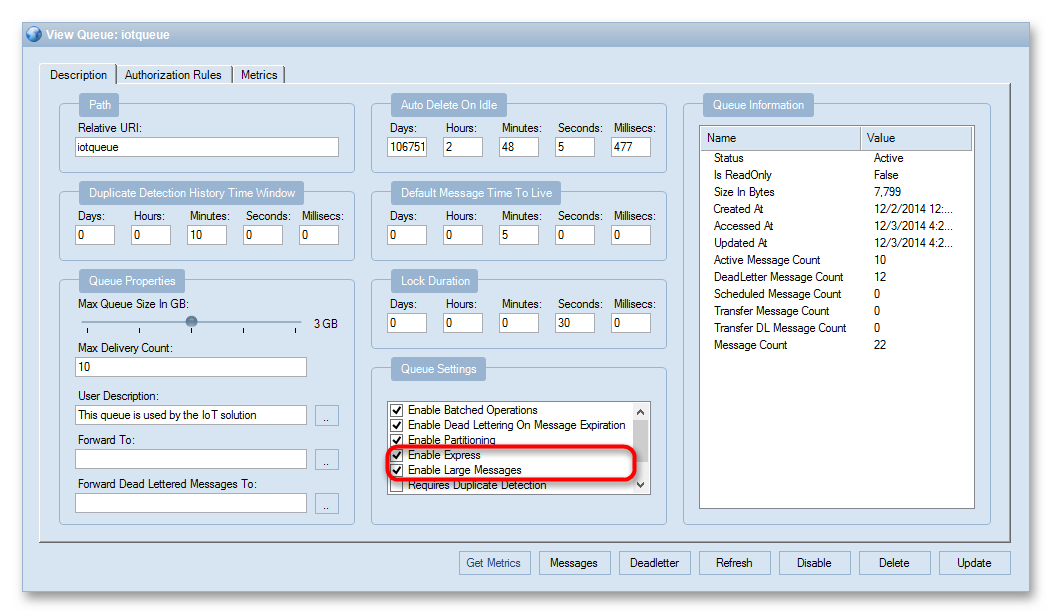 View Queue: iotqueue
Description Authorization Rules Metrics
Path
Relative URI:
iotqueue
Duplicate Detection History Time Window
Days: Hours: Minutes: Seconds: Millisecs:
0 0 10 0 0
Queue Properties
Max Queue Size In GB:
3 GB
Max Delivery Count:
10
User Description:
This queue is used by the IoT solution
..
Forward To:
..
Forward Dead Lettered Messages To:
..
Auto Delete On Idle
Days: Hours: Minutes: Seconds: Millisecs:
106751 2 48 5 477
Default Message Time To Live
Days: Hours: Minutes: Seconds: Millisecs:
0 0 5 0 0
Lock Duration
Days: Hours: Minutes: Seconds: Millisecs:
0 0 0 30 0
Queue Settings
Enable Batched Operations
Enable Dead Lettering On Message Expiration
Enable Partitioning
Enable Express
Enable Large Messages
Requires Duplicate Detection
Queue Information
Name Value
Status Active
Is ReadOnly False
Size In Bytes 7,799
Created At 12/2/2014 12:...
Accessed At 12/3/2014 4:2...
Updated At 12/3/2014 4:2...
Active Message Count 10
DeadLetter Message Count 12
Scheduled Message Count 0
Transfer Message Count 0
Transfer DL Message Count 0
Message Count 22
Get Metrics Messages Deadletter Refresh Disable Delete Update